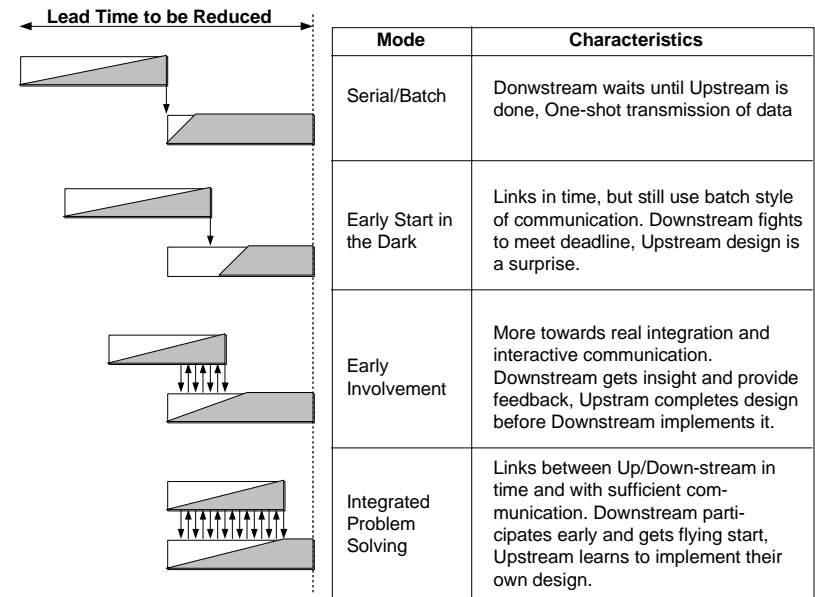 Lead Time to be Reduced
Mode
Characteristics
Serial/Batch
Donwstream waits until Upstream is
done, One-shot transmission of data
Early Start in
the Dark
Links in time, but still use batch style
of communication. Downstream fights
to meet deadline, Upstream design is
a surprise.
Early
Involvement
More towards real integration and
interactive communication.
Downstream gets insight and provide
feedback, Upstram completes design
before Downstream implements it.
Integrated
Problem
Solving
Links between Up/Down-stream in
time and with sufficient com-
munication. Downstream parti-
cipates early and gets flying start,
Upstream learns to implement their
own design.